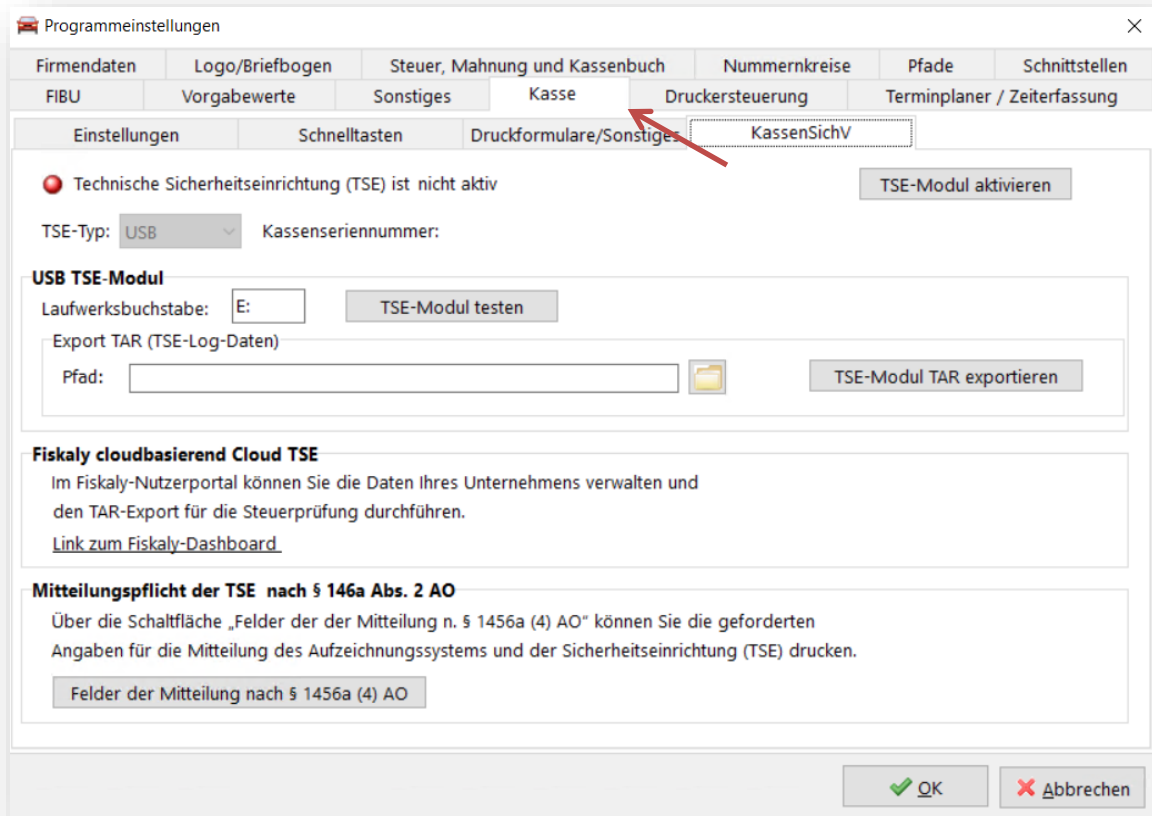 Programmeinstellungen
Firmendaten Logo/Briefbogen Steuer, Mahnung und Kassenbuch Nummernkreise Pfade Schnittstellen
FIBU Vorgabewerte Sonstiges Kasse Druckersteuerung Terminplaner / Zeiterfassung
Einstellungen Schnelltasten Druckformulare/Sonstiges KassenSichV
Technische Sicherheitseinrichtung (TSE) ist nicht aktiv TSE-Modul aktivieren
TSE-Typ: USB Kassenseriennummer:
USB TSE-Modul
Laufwerksbuchstabe: E: TSE-Modul testen
Export TAR (TSE-Log-Daten)
Pfad: TSE-Modul TAR exportieren
Fiskaly cloudbasierend Cloud TSE
Im Fiskaly-Nutzerportal können Sie die Daten Ihres Unternehmens verwalten und
den TAR-Export für die Steuerprüfung durchführen.
Link zum Fiskaly-Dashboard
Mitteilungspflicht der TSE nach § 146a Abs. 2 AO
Über die Schaltfläche „Felder der der Mitteilung n. § 1456a (4) AO“ können Sie die geforderten
Angaben für die Mitteilung des Aufzeichnungssystems und der Sicherheitseinrichtung (TSE) drucken.
Felder der Mitteilung nach § 1456a (4) AO
OK Abbrechen